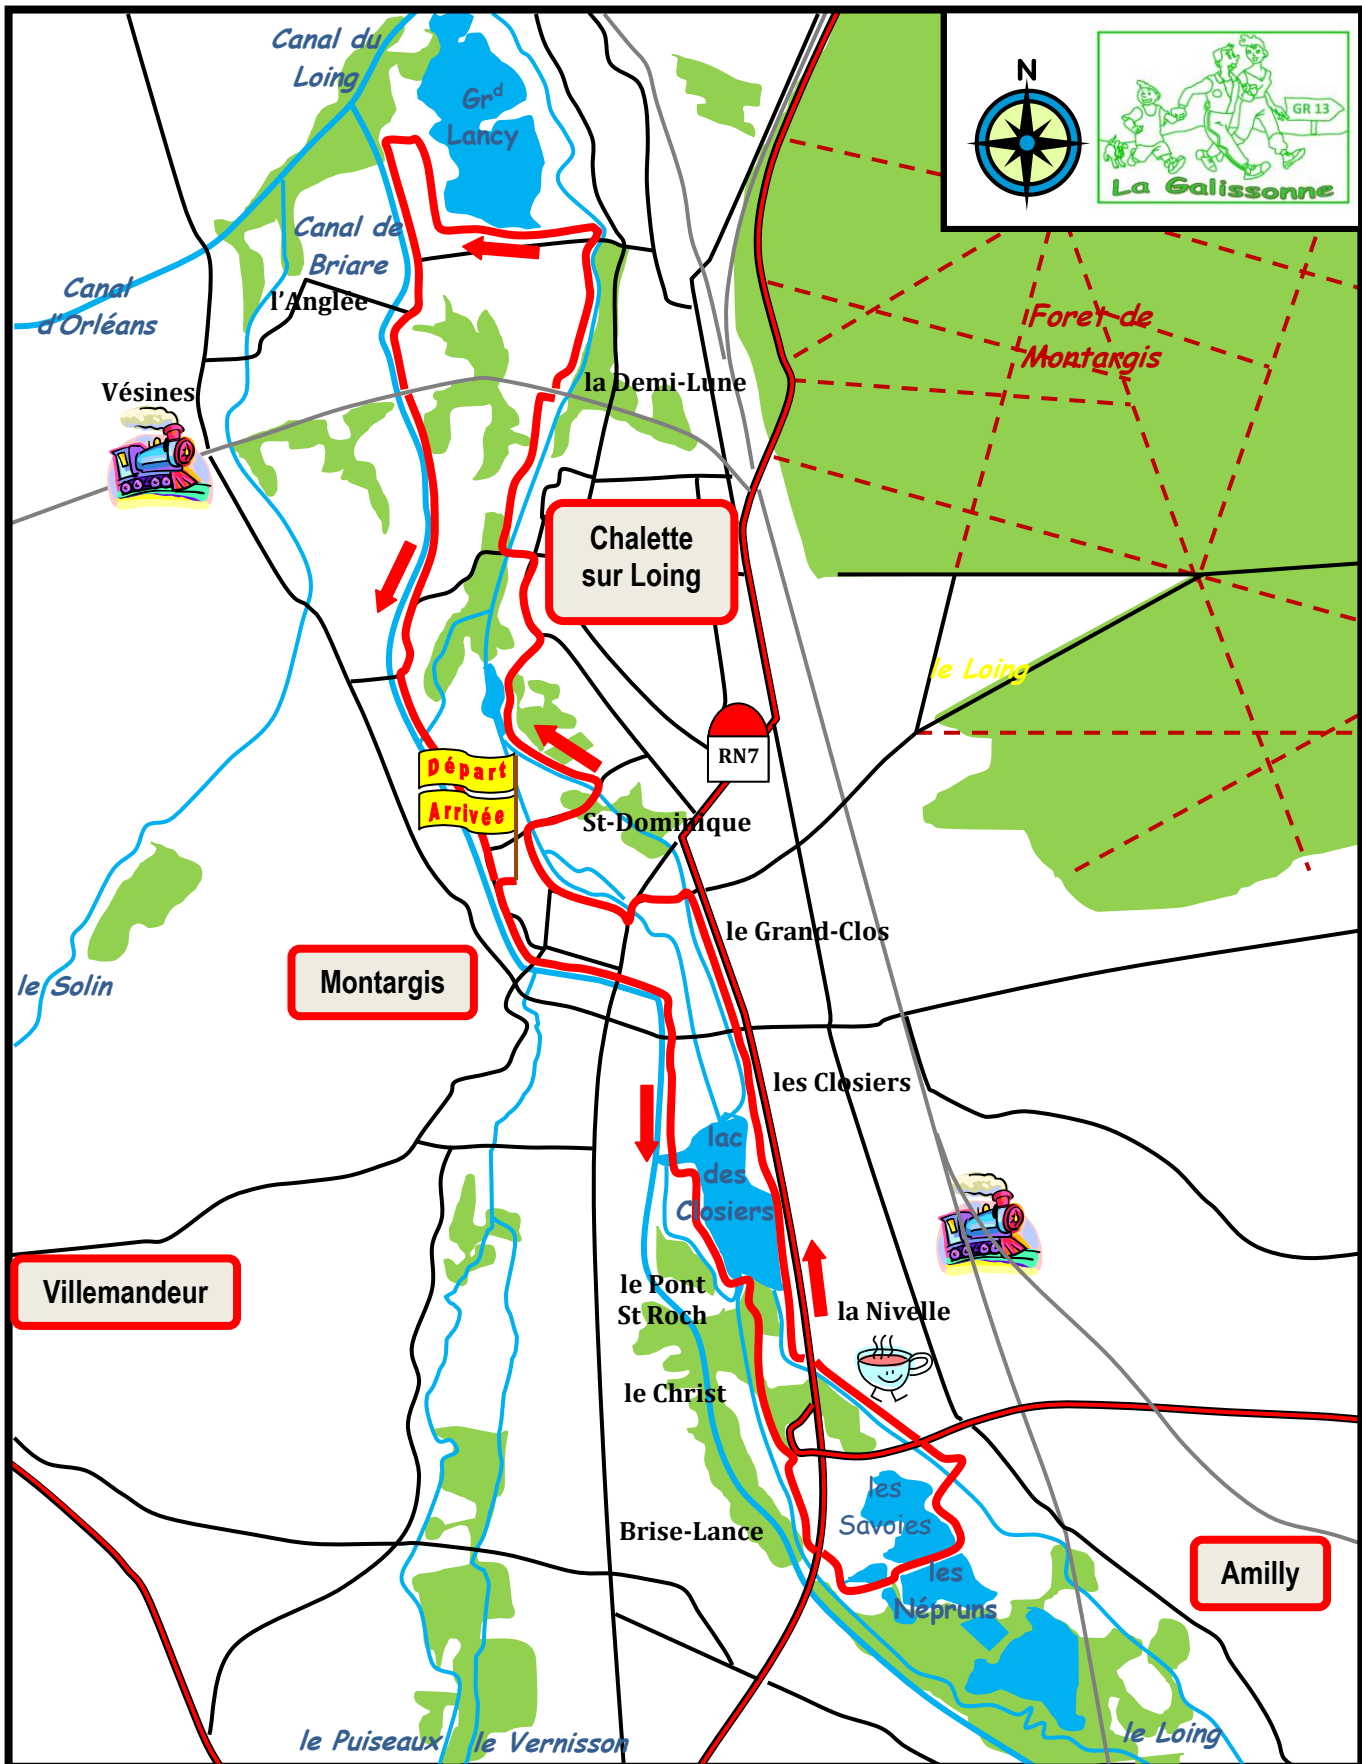 Canal du
Loing
Gr^d
Lancy
N
GR 13
La Galissonne
Canal de
Briare
l'Anglée
Canal
d'Orléans
Foret de
Montargis
Vésines
la Demi-Lune
Chalette
sur Loing
le Loing
RN7
Départ
Arrivée
St-Dominique
le Grand-Clos
Montargis
le Solin
les Closiers
lac
des
Closiers
Villemandeur
le Pont
St Roch
la Nivelle
le Christ
les
Savoies
Brise-Lance
les
Népruns
Amilly
le Puiseaux
le Vernisson
le Loing